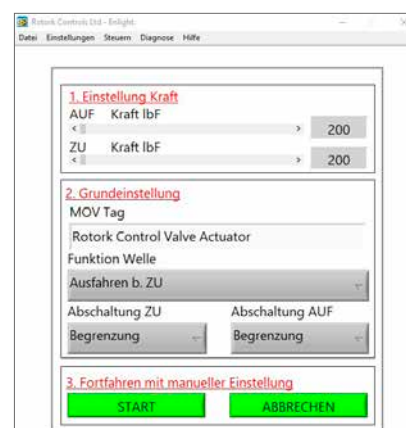 Rotork Controls Ltd - Enlight
Datei Einstellungen Steuern Diagnose Hilfe
1. Einstellung Kraft
AUF Kraft lbF
200
ZU Kraft lbF
200
2. Grundeinstellung
MOV Tag
Rotork Control Valve Actuator
Funktion Welle
Ausfahren b. ZU
Abschaltung ZU Abschaltung AUF
Begrenzung Begrenzung
3. Fortfahren mit manueller Einstellung
START ABBRECHEN